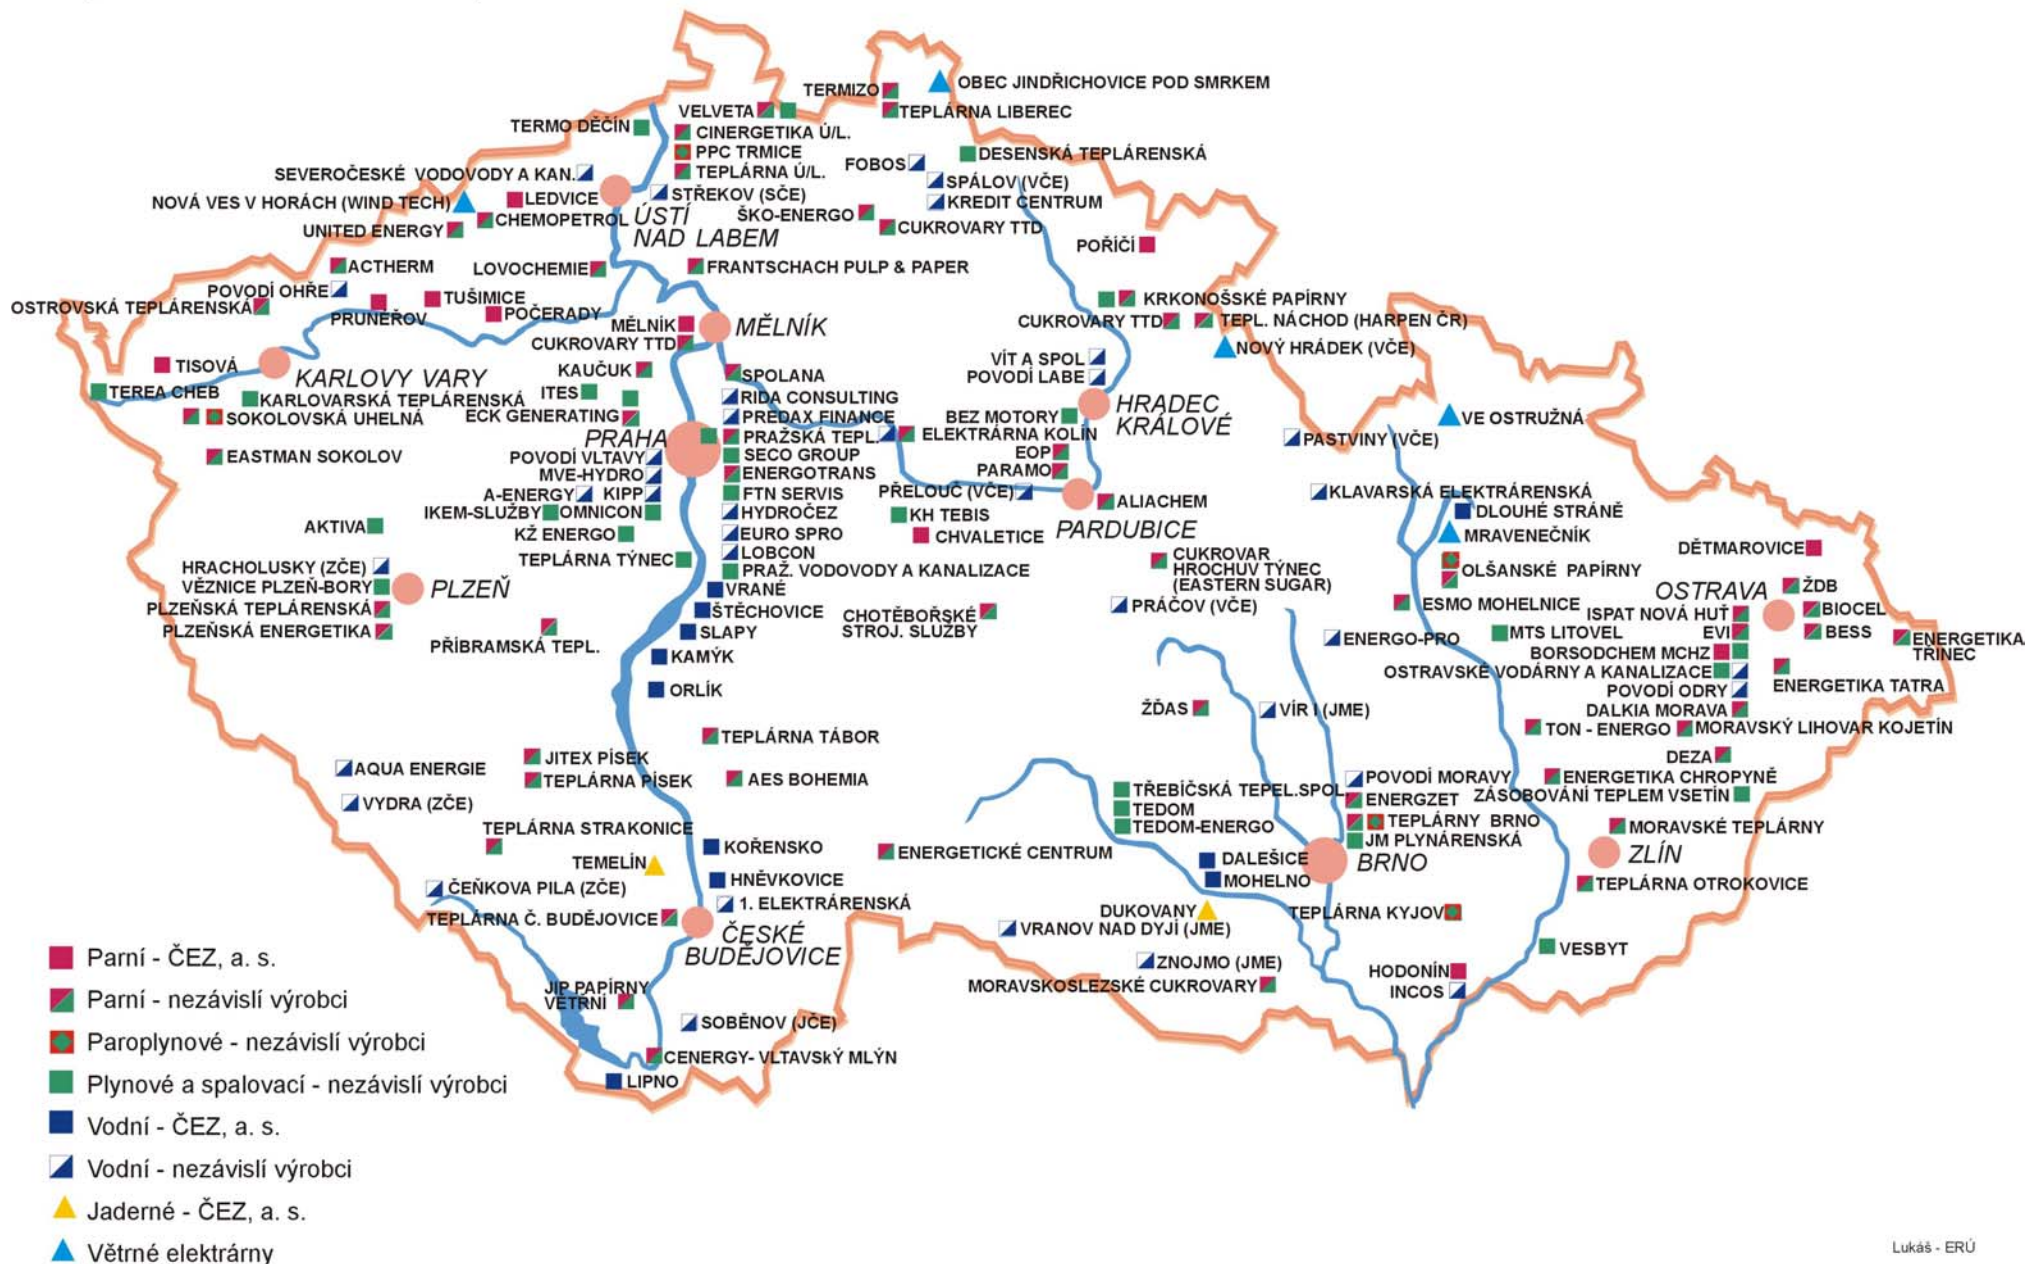 TERMIZO
OBEC JINDŘICHOVICE POD SMRKEM
VELVETA
TEPLÁRNA LIBEREC
TERMO DĚČÍN
CINERGETIKA Ú/L.
PPC TRMICE
DESENSKÁ TEPLÁRENSKÁ
SEVEROČESKÉ VODOVODY A KAN.
TEPLÁRNA Ú/L.
FOBOS
SPÁLOV (VČE)
NOVÁ VES V HORÁCH (WIND TECH)
LEDVICE
STŘEKOV (SČE)
KREDIT CENTRUM
CHEMOPETROL
ÚSTÍ
NAD LABEM
ŠKO-ENERGO
UNITED ENERGY
CUKROVARY TTD
POŘÍČÍ
ACTHERM
LOVOCHEMIE
FRANTSCHACH PULP & PAPER
POVODÍ OHŘE
OSTROVSKÁ TEPLÁRENSKÁ
TUŠIMICE
PRUNÉŘOV
POČERADY
KRKONOŠSKÉ PAPÍRNY
MĚLNÍK
MĚLNÍK
CUKROVARY TTD
TEPL. NÁCHOD (HARPEN ČR)
CUKROVARY TTD
NOVÝ HRÁDEK (VČE)
TISOVÁ
KARLOVY VARY
KAUČUK
SPOLANA
VÍT A SPOL
POVODÍ LABE
TEREA CHEB
KARLOVARSKÁ TEPLÁRENSKÁ
ITES
RIDA CONSULTING
HRADEC
KRÁLOVÉ
SOKOLOVSKÁ UHELNÁ
ECK GENERATING
PREDAX FINANCE
BEZ MOTORY
VE OSTRUŽNÁ
PRAHA
PRAŽSKÁ TEPL.
ELEKTRÁRNA KOLÍN
PASTVINY (VČE)
EASTMAN SOKOLOV
POVODÍ VLTAVY
SECO GROUP
EOP
MVE-HYDRO
ENERGOTRANS
PARAMO
A-ENERGY
KIPP
FTN SERVIS
PŘELOUČ (VČE)
ALIACHEM
KLAVARSKÁ ELEKTRÁRENSKÁ
IKEM-SLUŽBY
OMNICON
HYDROČEZ
KH TEBIS
PARDUBICE
DLOUHÉ STRÁNĚ
AKTIVA
KŽ ENERGO
EURO SPRO
CHVALETICE
MRAVENEČNÍK
TEPLÁRNA TÝNEC
LOBCON
CUKROVAR
HROCHUV TÝNEC
(EASTERN SUGAR)
DĚTMAROVICE
HRACHOLUSKY (ZČE)
PRAŽ. VODOVODY A KANALIZACE
OLŠANSKÉ PAPÍRNY
VĚZNICE PLZEŇ-BORY
PLZEŇ
VRANÉ
OSTRAVA
ŽDB
PLZEŇSKÁ TEPLÁRENSKÁ
ŠTĚCHOVICE
CHOTĚBOŘSKÉ
STROJ. SLUŽBY
PRÁČOV (VČE)
ESMO MOHELNICE
ISPAT NOVÁ HUŤ
BIOCEL
PLZEŇSKÁ ENERGETIKA
SLAPY
ENERGO-PRO
MTS LITOVEL
EVI
BESS
ENERGETIKA
TŘINEC
PŘÍBRAMSKÁ TEPL.
KAMÝK
BORSODCHEM MCHZ
OSTRAVSKÉ VODÁRNY A KANALIZACE
ORLÍK
POVODÍ ODRY
ENERGETIKA TATRA
ŽĎAS
VÍR I (JME)
DALKIA MORAVA
TEPLÁRNA TÁBOR
TON - ENERGO
MORAVSKÝ LIHOVAR KOJETÍN
JITEX PÍSEK
DEZA
AQUA ENERGIE
TEPLÁRNA PÍSEK
AES BOHEMIA
POVODÍ MORAVY
ENERGETIKA CHROPYNĚ
TŘEBÍČSKÁ TEPEL.SPOL.
ENERGZET
ZÁSOBOVÁNÍ TEPLEM VSETÍN
VYDRA (ZČE)
TEDOM
TEPLÁRNA STRAKONICE
TEDOM-ENERGO
TEPLÁRNY BRNO
MORAVSKÉ TEPLÁRNY
KOŘENSKO
ENERGETICKÉ CENTRUM
JM PLYNÁRENSKÁ
ZLÍN
TEMELÍN
DALEŠICE
BRNO
HNĚVKOVICE
MOHELNO
TEPLÁRNA OTROKOVICE
ČEŇKOVA PILA (ZČE)
1. ELEKTRÁRENSKÁ
DUKOVANY
TEPLÁRNA KYJOV
TEPLÁRNA Č. BUDĚJOVICE
ČESKÉ
BUDĚJOVICE
VRANOV NAD DYJÍ (JME)
VESBYT
ZNOJMO (JME)
HODONÍN
JIP PAPÍRNY
VĚTRNÍ
MORAVSKOSLEZSKÉ CUKROVARY
INCOS
SOBĚNOV (JČE)
CENERGY- VLTAVSkÝ MLÝN
LIPNO
Parní - ČEZ, a. s.
Parní - nezávislí výrobci
Paroplynové - nezávislí výrobci
Plynové a spalovací - nezávislí výrobci
Vodní - ČEZ, a. s.
Vodní - nezávislí výrobci
Jaderné - ČEZ, a. s.
Větrné elektrárny
Lukáš - ERÚ